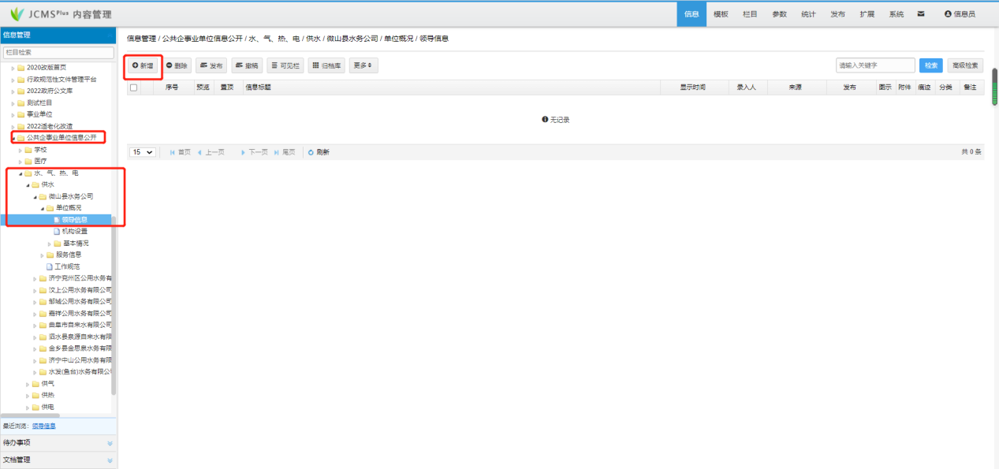 JCMSPlus 内容管理
信息 模板 栏目 参数 统计 发布 扩展 系统 信息员
信息管理
栏目检索
2020改版首页
行政规范性文件管理平台
2022政府公文库
测试栏目
事业单位
2022适老化改造
公共企事业单位信息公开
学校
医疗
水、气、热、电
供水
微山县水务公司
单位概况
领导信息
机构设置
基本情况
服务信息
工作规范
济宁兖州区公用水务有
汶上公用水务有限公司
邹城公用水务有限公司
嘉祥公用水务有限公司
曲阜市自来水有限公司
泗水县泉源自来水有限
金乡县金思泉水务有限
济宁中山公用水务有限
水发(鱼台)水务有限公
供气
供热
供电
最近浏览: 领导信息
待办事项
文档管理
信息管理 / 公共企事业单位信息公开 / 水、气、热、电 / 供水 / 微山县水务公司 / 单位概况 / 领导信息
新增 删除 发布 撤稿 可见栏 归档库 更多 请输入关键字 检索 高级检索
序号 预览 置顶 信息标题 显示时间 录入人 来源 发布 图示 附件 痕迹 分类 备注
无记录
15 首页 上一页 下一页 尾页 刷新 共 0 条